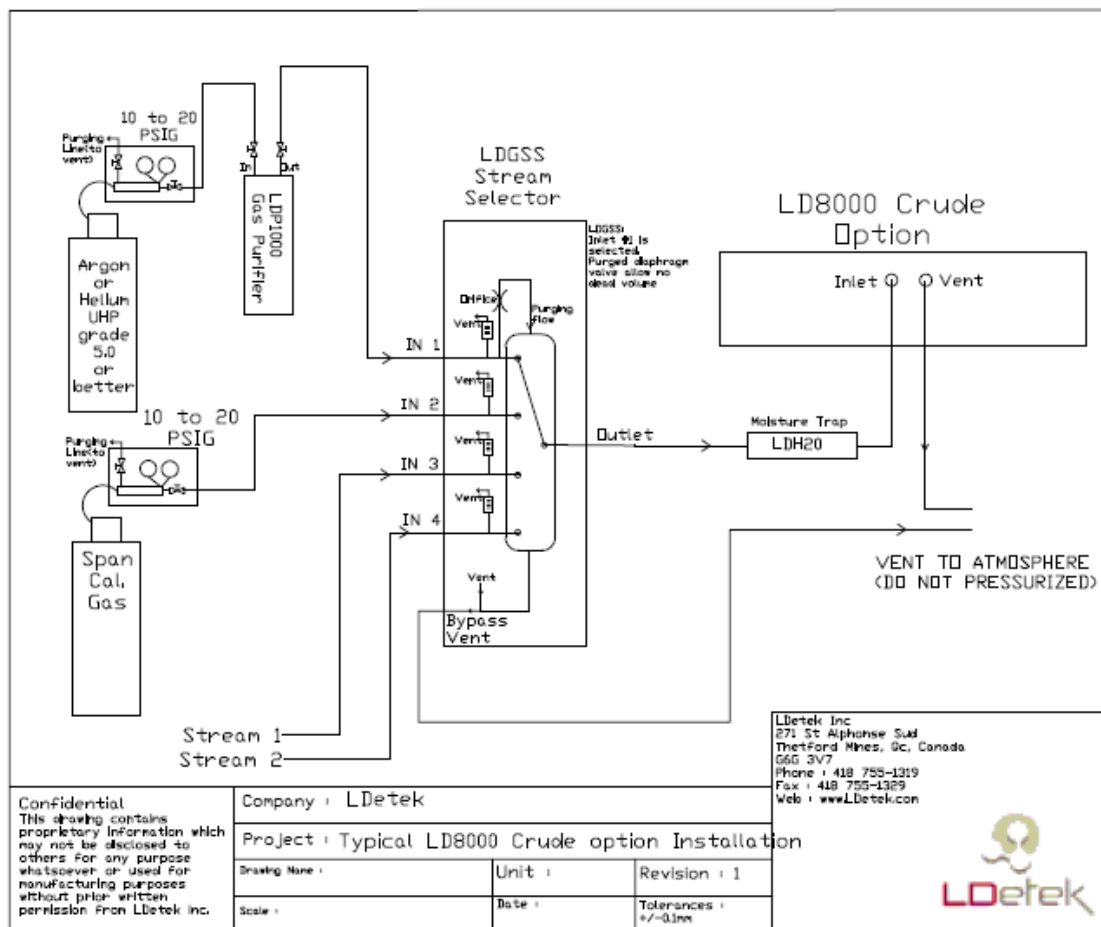 10 to 20
PSIG
Purging
Line(to
vent)
In
Out
LDP1000
Gas Purifier
Argon
or
Helium
UHP
grade
5.0
or
better
10 to 20
PSIG
Purging
Line(to
vent)
Span
Cal.
Gas
LDGSS
Stream
Selector
LDGSS:
Inlet #1 is
selected.
Purged diaphragm
valve allow no
dead volume
Orifice
Purging
flow
Vent
IN 1
Vent
IN 2
Vent
IN 3
Vent
IN 4
Vent
Bypass
Vent
Outlet
Moisture Trap
LDH20
LD8000 Crude
Option
Inlet
Vent
VENT TO ATMOSPHERE
(DO NOT PRESSURIZED)
Stream 1
Stream 2
LDetek Inc
271 St Alphonse Sud
Thetford Mines, Qc, Canada
G6G 3V7
Phone : 418 755-1319
Fax : 418 755-1329
Web : www.LDetek.com
LDetek
Confidential
This drawing contains
proprietary information which
may not be disclosed to
others for any purpose
whatsoever or used for
manufacturing purposes
without prior written
permission from LDetek inc.
Company : LDetek
Project : Typical LD8000 Crude option Installation
Drawing Name :
Unit :
Revision : 1
Scale :
Date :
Tolerances :
+/-0.1mm